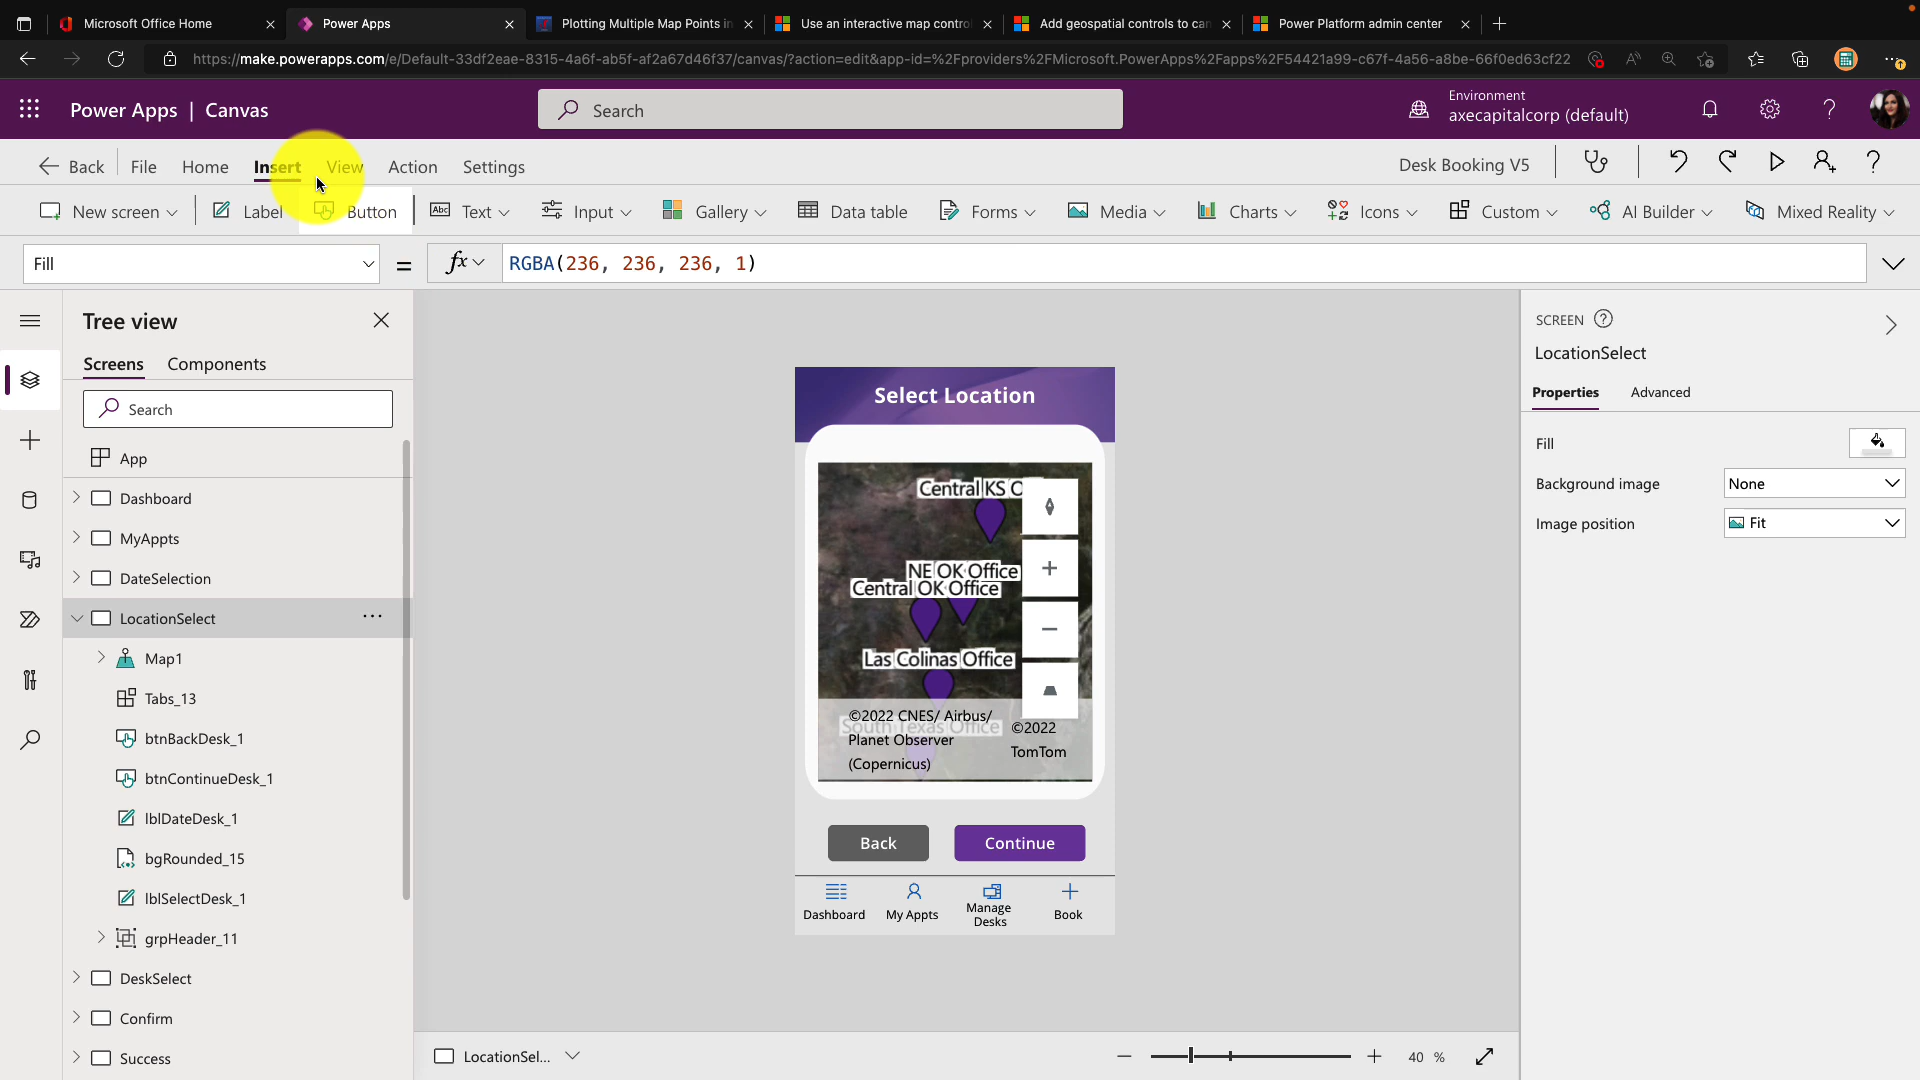 Microsoft Office Home
Power Apps
Plotting Multiple Map Points in
Use an interactive map contro
Add geospatial controls to can
Power Platform admin center
https://make.powerapps.com/e/Default-33df2eae-8315-4a6f-ab5f-af2a67d46f37/canvas/?action=edit&app-id=%2Fproviders%2FMicrosoft.PowerApps%2Fapps%2F54421a99-c67f-4a56-a8be-66f0ed63cf22
Power Apps | Canvas
Search
Environment
axecapitalcorp (default)
Back
File
Home
Insert
View
Action
Settings
Desk Booking V5
New screen
Label
Button
Abc
Text
Input
Gallery
Data table
Forms
Media
Charts
Icons
Custom
AI Builder
Mixed Reality
Fill
=
fx
RGBA(236, 236, 236, 1)
Tree view
Screens
Components
Search
App
Dashboard
MyAppts
DateSelection
LocationSelect
Map1
Tabs_13
btnBackDesk_1
btnContinueDesk_1
lblDateDesk_1
bgRounded_15
lblSelectDesk_1
grpHeader_11
DeskSelect
Confirm
Success
Select Location
Central KS O
NE OK Office
Central OK Office
Las Colinas Office
South Texas Office
©2022 CNES/ Airbus/
Planet Observer
(Copernicus)
©2022
TomTom
Back
Continue
Dashboard
My Appts
Manage
Desks
Book
LocationSel...
40 %
SCREEN
LocationSelect
Properties
Advanced
Fill
Background image
None
Image position
Fit